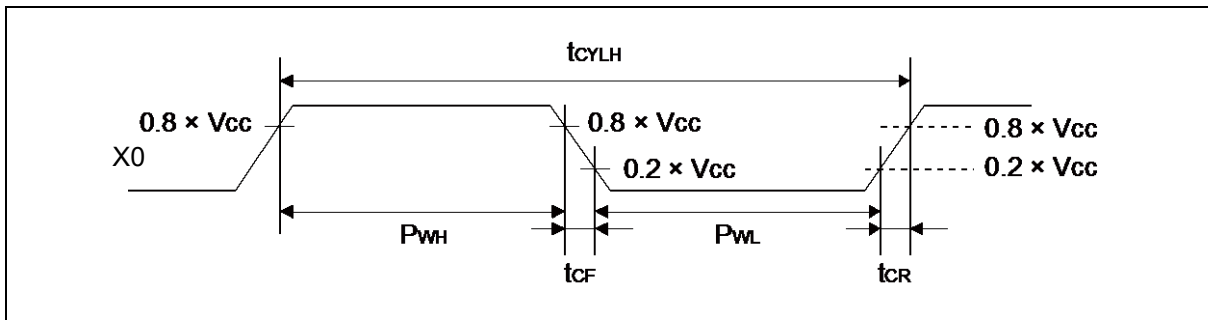 tCYLH
0.8 × VCC
0.8 × VCC
0.8 × VCC
X0
0.2 × VCC
0.2 × VCC
PWH
PWL
tCF
tCR